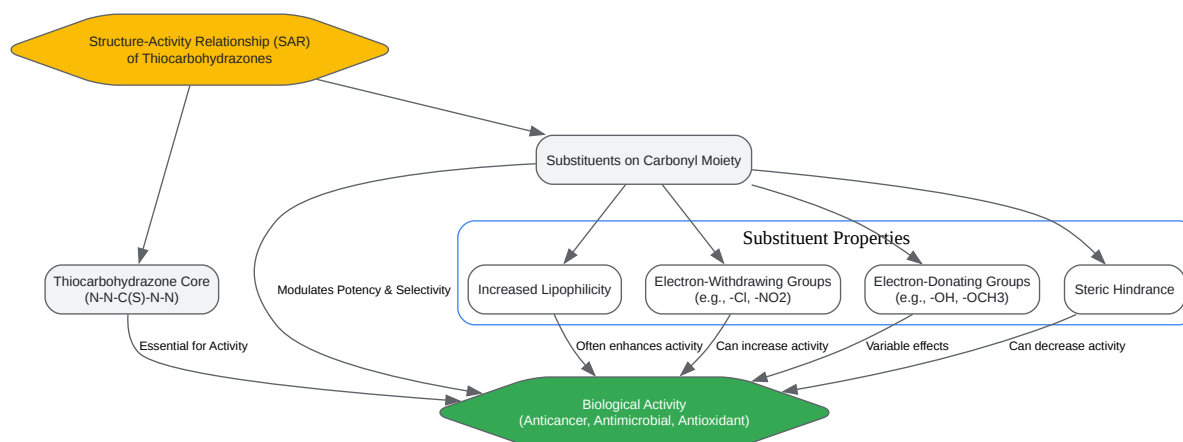 Structure-Activity Relationship (SAR)
of Thiocarbohydrazones
Substituents on Carbonyl Moiety
Substituent Properties
Thiocarbohydrazone Core
(N-N-C(S)-N-N)
Modulates Potency & Selectivity
Increased Lipophilicity
Electron-Withdrawing Groups
(e.g., -Cl, -NO2)
Electron-Donating Groups
(e.g., -OH, -OCH3)
Steric Hindrance
Essential for Activity
Often enhances activity
Can increase activity
Variable effects
Can decrease activity
Biological Activity
(Anticancer, Antimicrobial, Antioxidant)